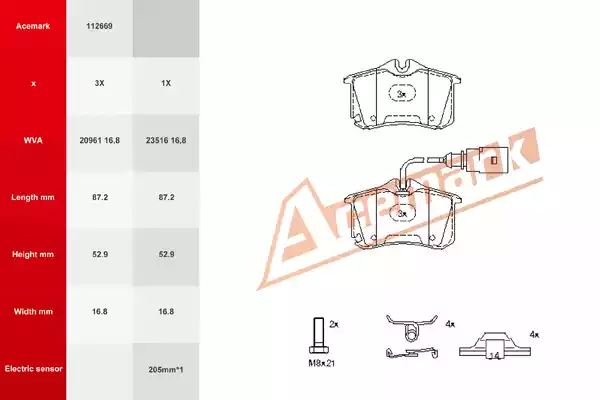 Acemark 112669
x 3X 1X
WVA 20961 16,8 23516 16,8
Length mm 87.2 87.2
Height mm 52.9 52.9
Width mm 16.8 16.8
Electric sensor 205mm*1
3x
3x
Acemark
2x
M8x21
4x
4x
14